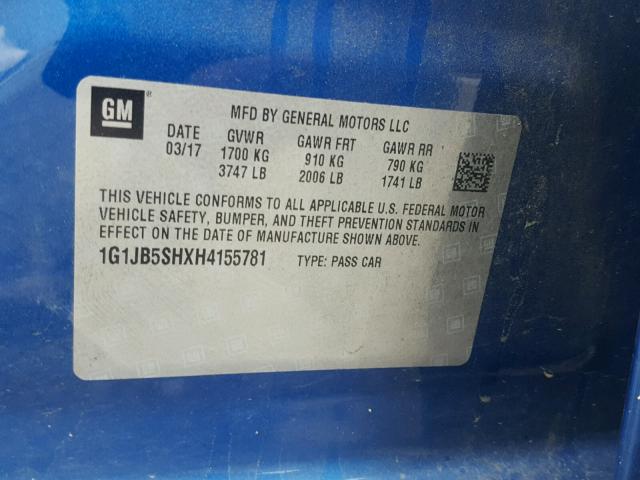 GM®
MFD BY GENERAL MOTORS LLC
DATE GVWR GAWR FRT GAWR RR
03/17 1700 KG 910 KG 790 KG
3747 LB 2006 LB 1741 LB
THIS VEHICLE CONFORMS TO ALL APPLICABLE U.S. FEDERAL MOTOR
VEHICLE SAFETY, BUMPER, AND THEFT PREVENTION STANDARDS IN
EFFECT ON THE DATE OF MANUFACTURE SHOWN ABOVE.
1G1JB5SHXH4155781 TYPE: PASS CAR